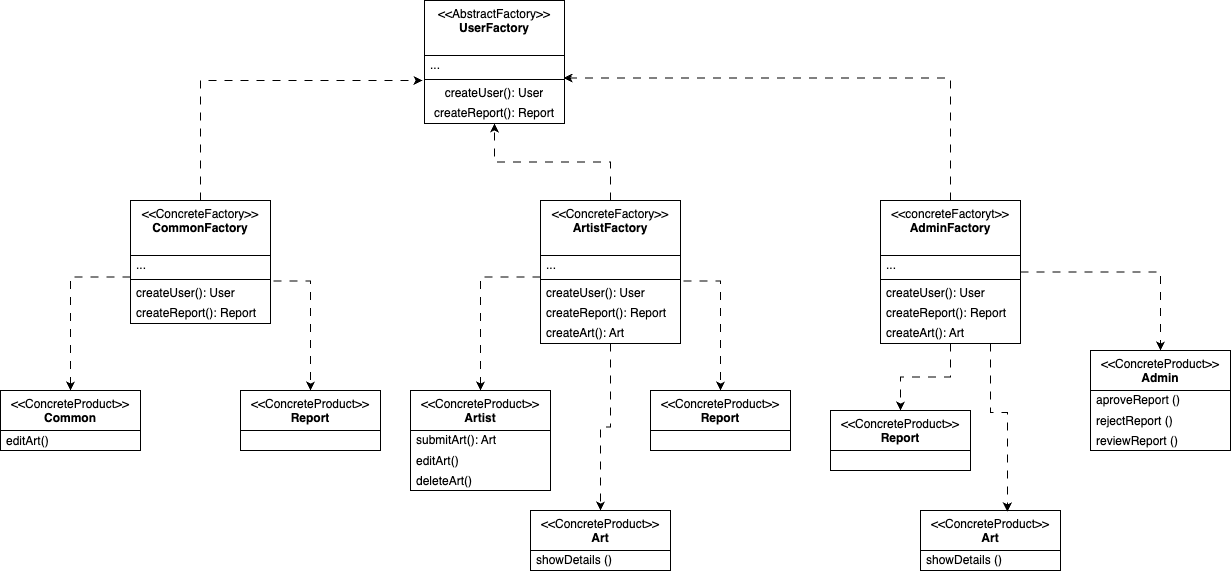 <<AbstractFactory>>
UserFactory
...
createUser(): User
createReport(): Report
<<ConcreteFactory>>
CommonFactory
...
createUser(): User
createReport(): Report
<<ConcreteFactory>>
ArtistFactory
...
createUser(): User
createReport(): Report
createArt(): Art
<<concreteFactoryt>>
AdminFactory
...
createUser(): User
createReport(): Report
createArt(): Art
<<ConcreteProduct>>
Common
editArt()
<<ConcreteProduct>>
Report
<<ConcreteProduct>>
Artist
submitArt(): Art
editArt()
deleteArt()
<<ConcreteProduct>>
Report
<<ConcreteProduct>>
Report
<<ConcreteProduct>>
Admin
aproveReport ()
rejectReport ()
reviewReport ()
<<ConcreteProduct>>
Art
showDetails ()
<<ConcreteProduct>>
Art
showDetails ()